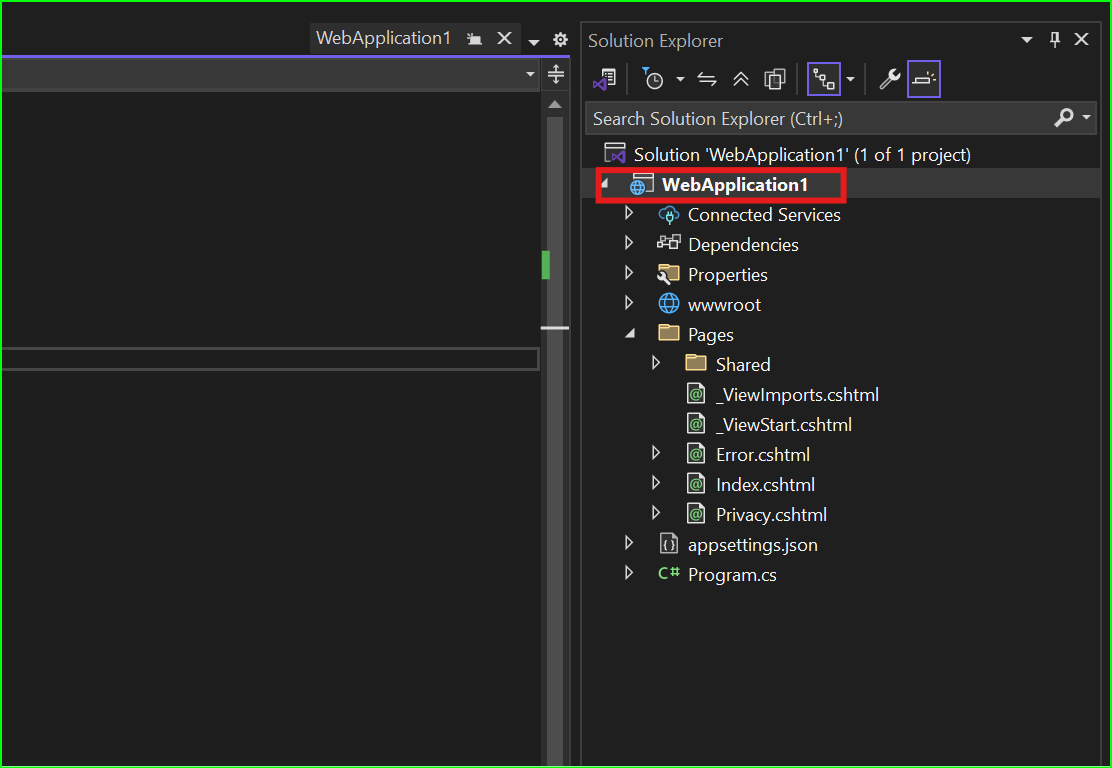 WebApplication1
Solution Explorer
Search Solution Explorer (Ctrl+;)
Solution 'WebApplication1' (1 of 1 project)
WebApplication1
Connected Services
Dependencies
Properties
wwwroot
Pages
Shared
_ViewImports.cshtml
_ViewStart.cshtml
Error.cshtml
Index.cshtml
Privacy.cshtml
appsettings.json
C# Program.cs